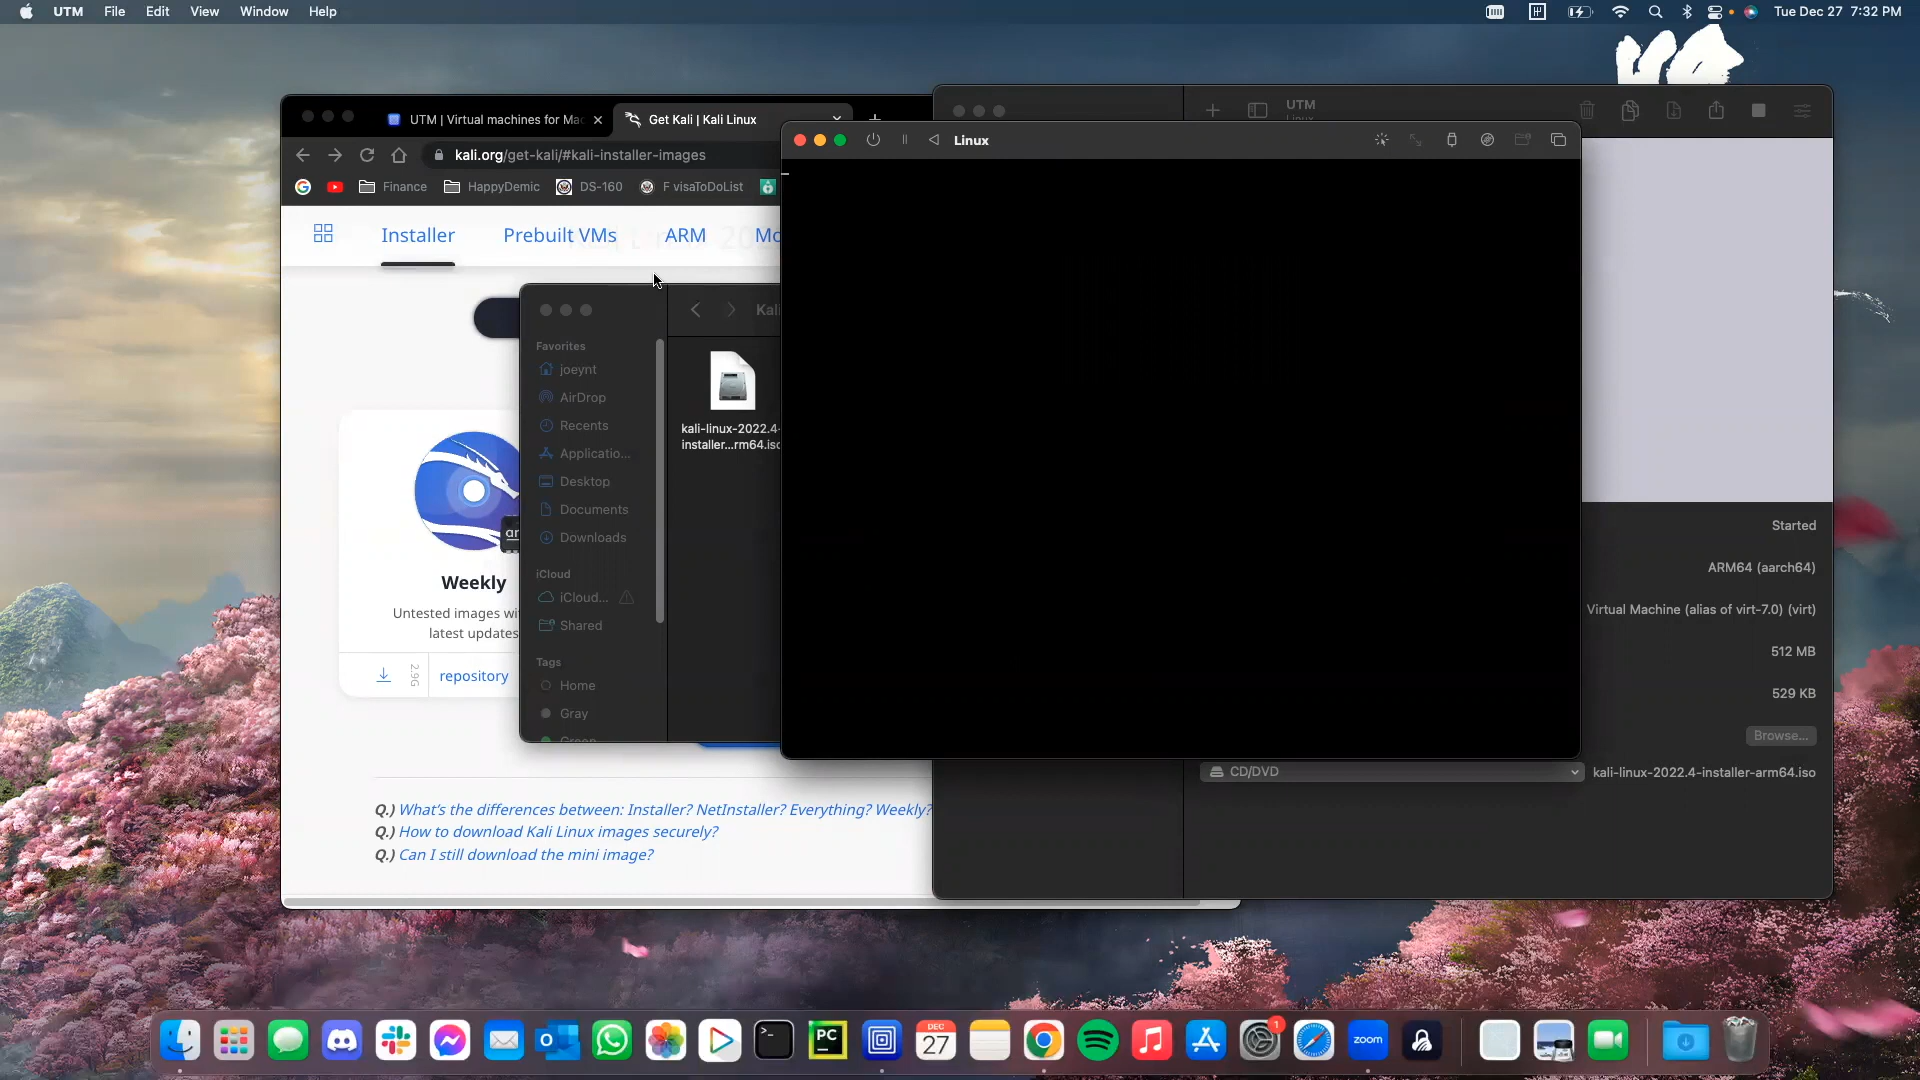 UTM File Edit View Window Help
Tue Dec 27 7:32 PM
UTM | Virtual machines for Mac
Get Kali | Kali Linux
kali.org/get-kali/#kali-installer-images
Finance HappyDemic DS-160 F visaToDoList
Installer Prebuilt VMs ARM
UTM
Linux
Linux
Favorites
joeynt
AirDrop
Recents
Applicatio...
Desktop
Documents
Downloads
iCloud
iCloud...
Shared
Tags
Home
Gray
Green
kali-linux-2022.4-
installer...rm64.iso
Weekly
Untested images
latest updates
2.9G
repository
Q.) What's the differences between: Installer? NetInstaller? Everything? Weekly?
Q.) How to download Kali Linux images securely?
Q.) Can I still download the mini image?
Started
ARM64 (aarch64)
Virtual Machine (alias of virt-7.0) (virt)
512 MB
529 KB
Browse...
CD/DVD
kali-linux-2022.4-installer-arm64.iso
PC
DEC
27
1
zoom